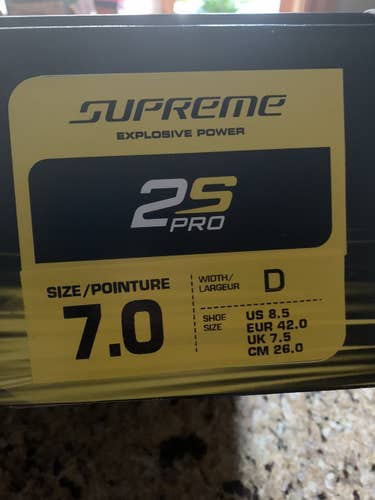 SUPREME
EXPLOSIVE POWER
2S
PRO
SIZE/POINTURE
7.0
WIDTH/
LARGEUR
D
SHOE
SIZE
US 8.5
EUR 42.0
UK 7.5
CM 26.0